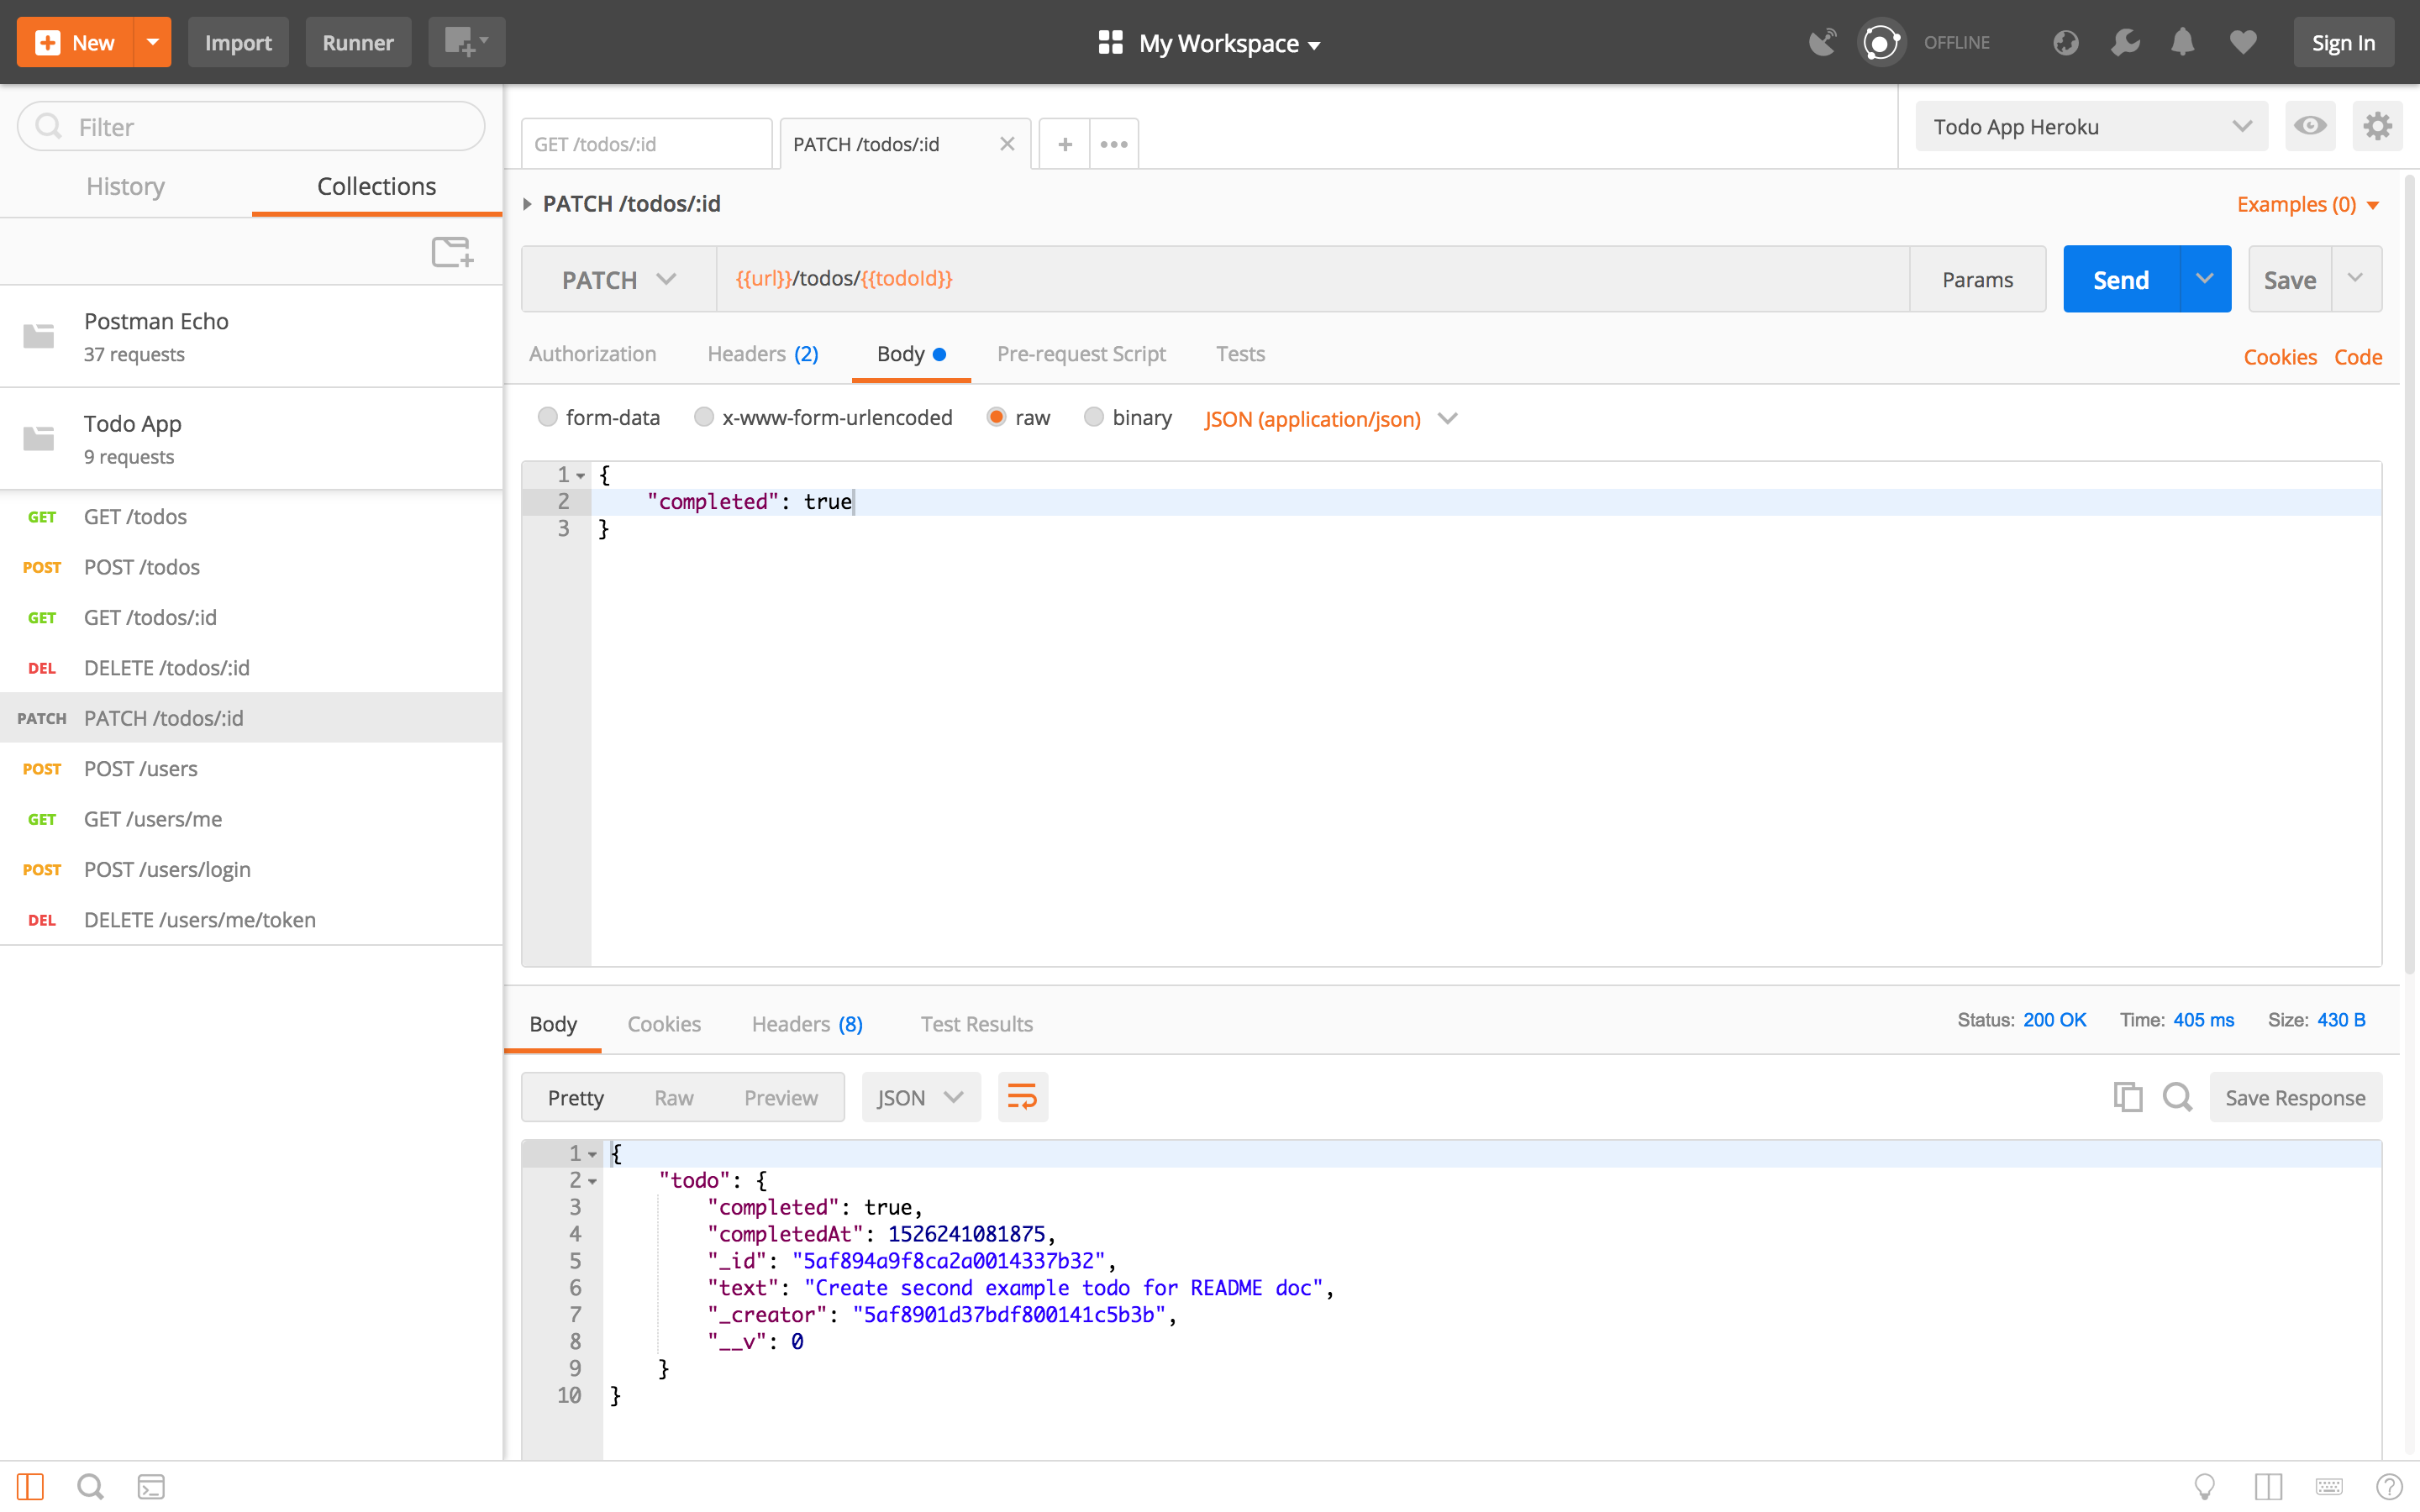 New Import Runner My Workspace OFFLINE Sign In
Filter
History Collections
Postman Echo
37 requests
Todo App
9 requests
GET GET /todos
POST POST /todos
GET GET /todos/:id
DEL DELETE /todos/:id
PATCH PATCH /todos/:id
POST POST /users
GET GET /users/me
POST POST /users/login
DEL DELETE /users/me/token
GET /todos/:id PATCH /todos/:id
Todo App Heroku
PATCH /todos/:id Examples (0)
PATCH {{url}}/todos/{{todoId}} Params Send Save
Authorization Headers (2) Body Pre-request Script Tests Cookies Code
form-data x-www-form-urlencoded raw binary JSON (application/json)
1 {
2 "completed": true
3 }
Body Cookies Headers (8) Test Results Status: 200 OK Time: 405 ms Size: 430 B
Pretty Raw Preview JSON Save Response
1 {
2 "todo": {
3 "completed": true,
4 "completedAt": 1526241081875,
5 "_id": "5af894a9f8ca2a0014337b32",
6 "text": "Create second example todo for README doc",
7 "_creator": "5af8901d37bdf800141c5b3b",
8 "__v": 0
9 }
10 }